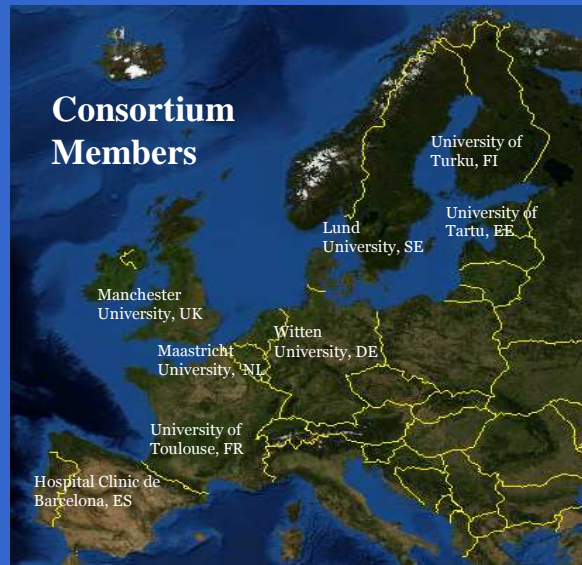 Consortium
Members
University of
Turku, FI
University of
Tartu, EE
Lund
University, SE
Manchester
University, UK
Witten
University, DE
Maastricht
University, NL
University of
Toulouse, FR
Hospital Clinic de
Barcelona, ES